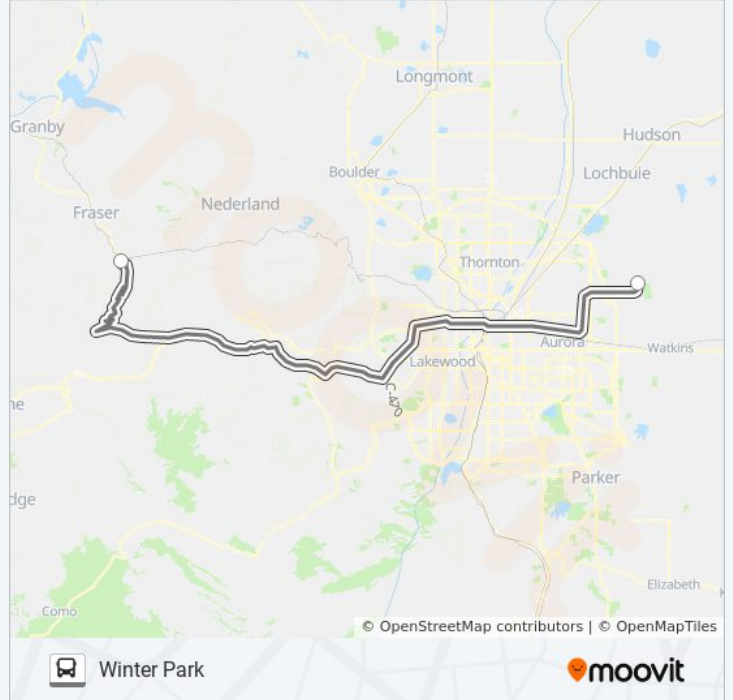 Longmont
Granby
Hudson
Boulder
Lochbuie
Nederland
Fraser
Thornton
Aurora
Watkins
Lakewood
C-470
Parker
dge
Elizabeth
Como
© OpenStreetMap contributors | © OpenMapTiles
Winter Park
moovit